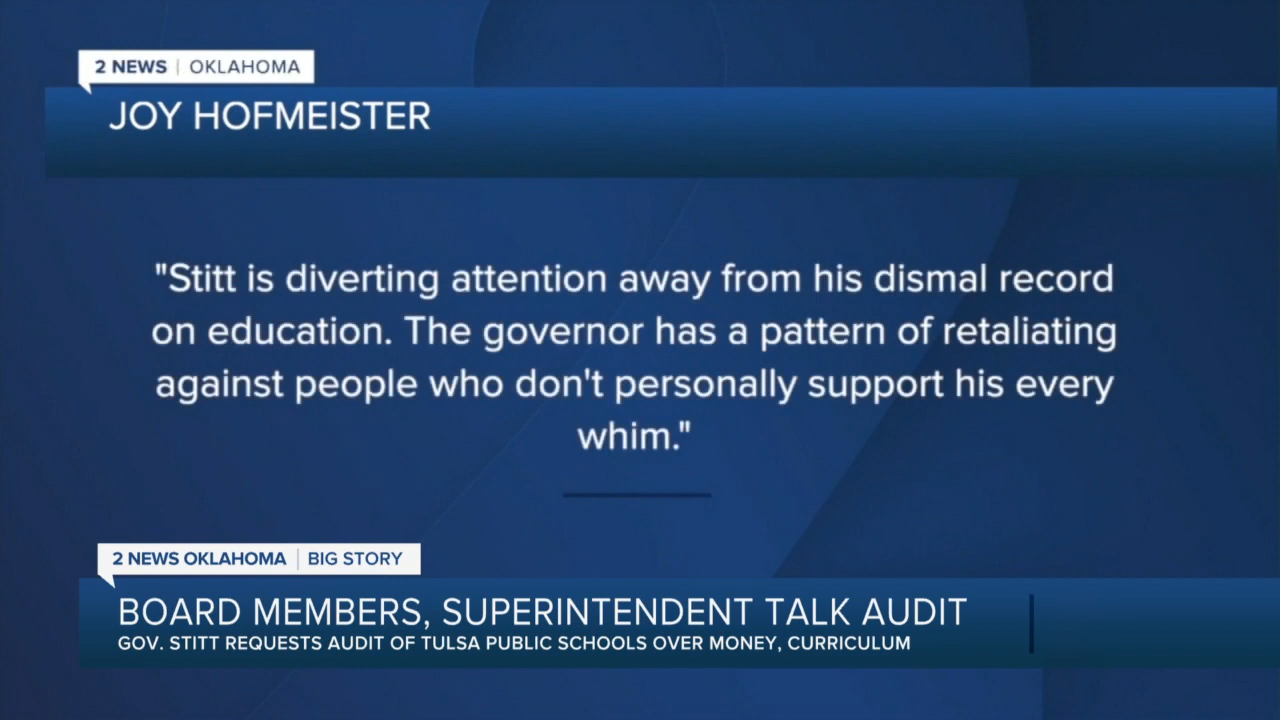 2 NEWS | OKLAHOMA
JOY HOFMEISTER
"Stitt is diverting attention away from his dismal record
on education. The governor has a pattern of retaliating
against people who don't personally support his every
whim."
2 NEWS OKLAHOMA | BIG STORY
BOARD MEMBERS, SUPERINTENDENT TALK AUDIT
GOV. STITT REQUESTS AUDIT OF TULSA PUBLIC SCHOOLS OVER MONEY, CURRICULUM